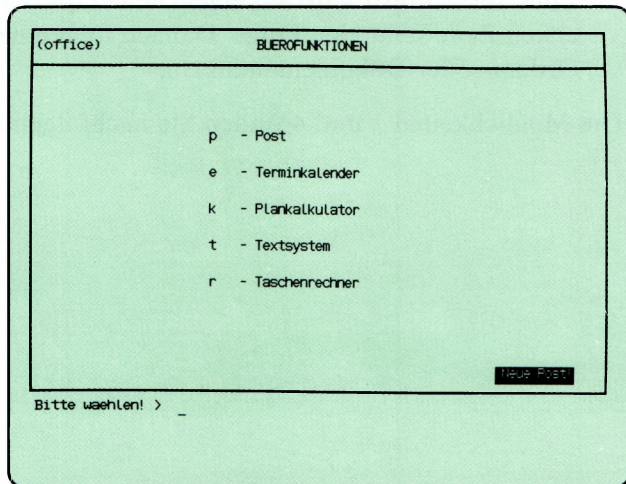 (office) BUEROFUNKTIONEN
p - Post
e - Terminkalender
k - Plankalkulator
t - Textsystem
r - Taschenrechner
Neue Post!
Bitte waehlen! > _